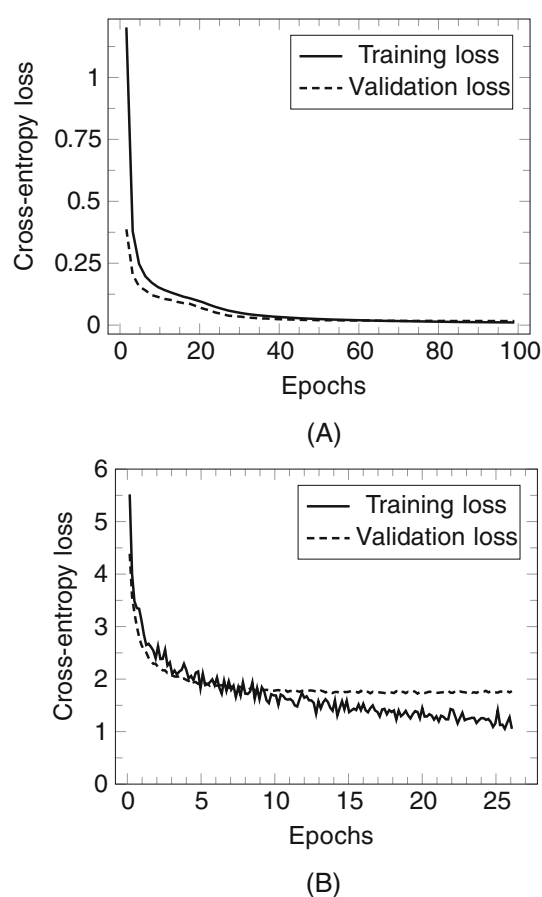 1
0.75
0.5
0.25
0
Cross-entropy loss
Training loss
Validation loss
0 20 40 60 80 100
Epochs
(A)
6
5
4
3
2
1
0
Cross-entropy loss
Training loss
Validation loss
0 5 10 15 20 25
Epochs
(B)